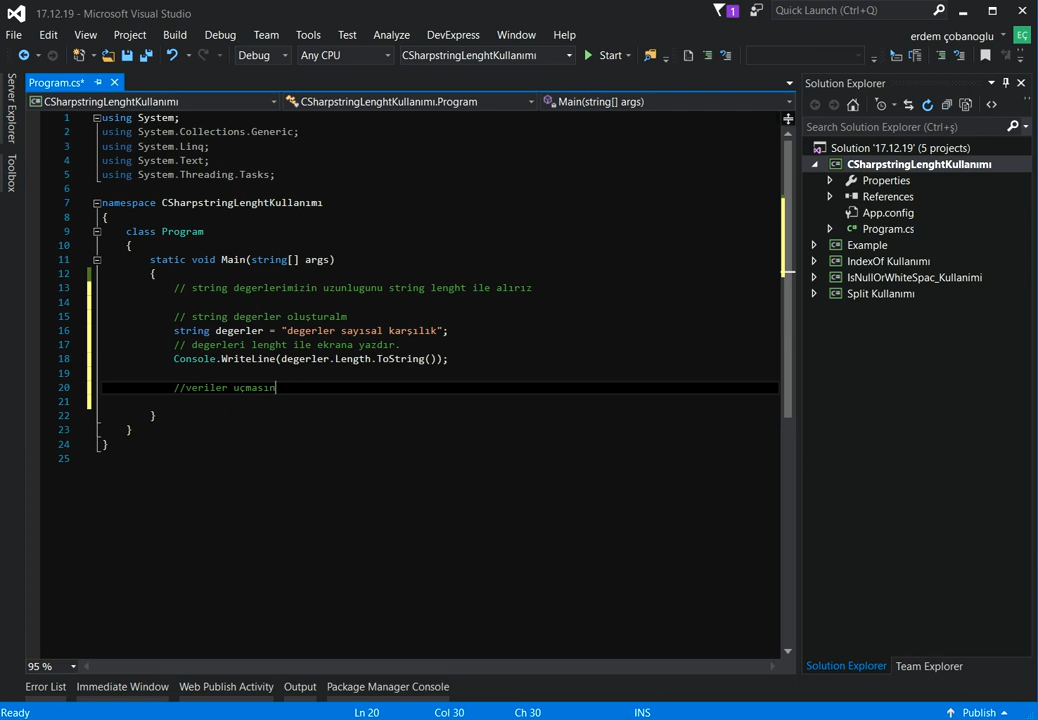 17.12.19 - Microsoft Visual Studio
1
Quick Launch (Ctrl+Q)
File Edit View Project Build Debug Team Tools Test Analyze DevExpress Window Help
erdem çobanoglu
EÇ
Debug Any CPU CSharpstringLenghtKullanımı Start
Server Explorer
Toolbox
Program.cs*
CSharpstringLenghtKullanımı CSharpstringLenghtKullanımı.Program Main(string[] args)
1 using System;
2 using System.Collections.Generic;
3 using System.Linq;
4 using System.Text;
5 using System.Threading.Tasks;
6
7 namespace CSharpstringLenghtKullanımı
8 {
9 class Program
10 {
11 static void Main(string[] args)
12 {
13 // string degerlerimizin uzunlugunu string lenght ile alırız
14
15 // string degerler oluşturalm
16 string degerler = "degerler sayısal karşılık";
17 // degerleri lenght ile ekrana yazdır.
18 Console.WriteLine(degerler.Length.ToString());
19
20 //veriler uçmasın
21
22 }
23 }
24 }
25
95 %
Solution Explorer
Search Solution Explorer (Ctrl+ş)
Solution '17.12.19' (5 projects)
CSharpstringLenghtKullanımı
Properties
References
App.config
Program.cs
Example
IndexOf Kullanımı
IsNullOrWhiteSpac_Kullanimi
Split Kullanımı
Solution Explorer Team Explorer
Error List Immediate Window Web Publish Activity Output Package Manager Console
Ready Ln 20 Col 30 Ch 30 INS Publish